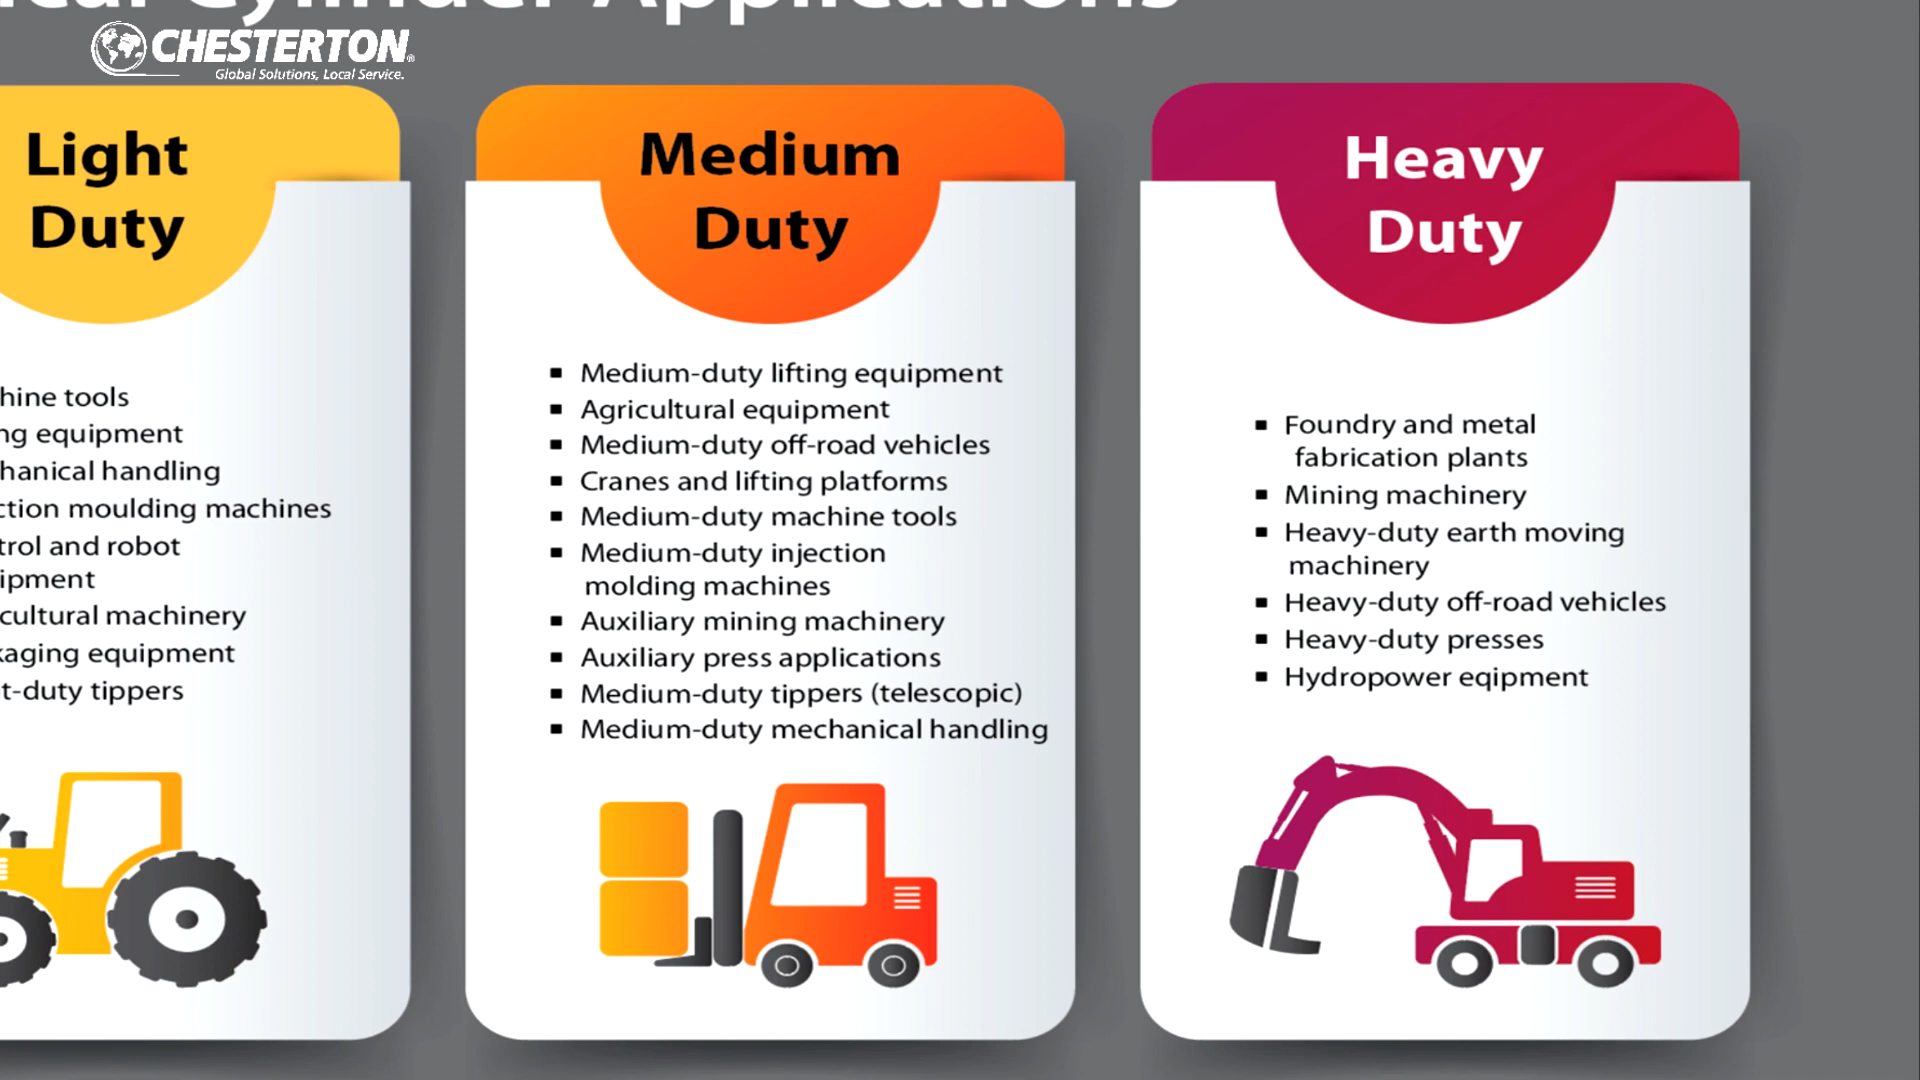 Cylinder Applications
CHESTERTON®
Global Solutions, Local Service.
Light
Duty
hine tools
ng equipment
hanical handling
ction moulding machines
trol and robot
ipment
cultural machinery
kaging equipment
t-duty tippers
Medium
Duty
▪ Medium-duty lifting equipment
▪ Agricultural equipment
▪ Medium-duty off-road vehicles
▪ Cranes and lifting platforms
▪ Medium-duty machine tools
▪ Medium-duty injection
molding machines
▪ Auxiliary mining machinery
▪ Auxiliary press applications
▪ Medium-duty tippers (telescopic)
▪ Medium-duty mechanical handling
Heavy
Duty
▪ Foundry and metal
fabrication plants
▪ Mining machinery
▪ Heavy-duty earth moving
machinery
▪ Heavy-duty off-road vehicles
▪ Heavy-duty presses
▪ Hydropower eqipment